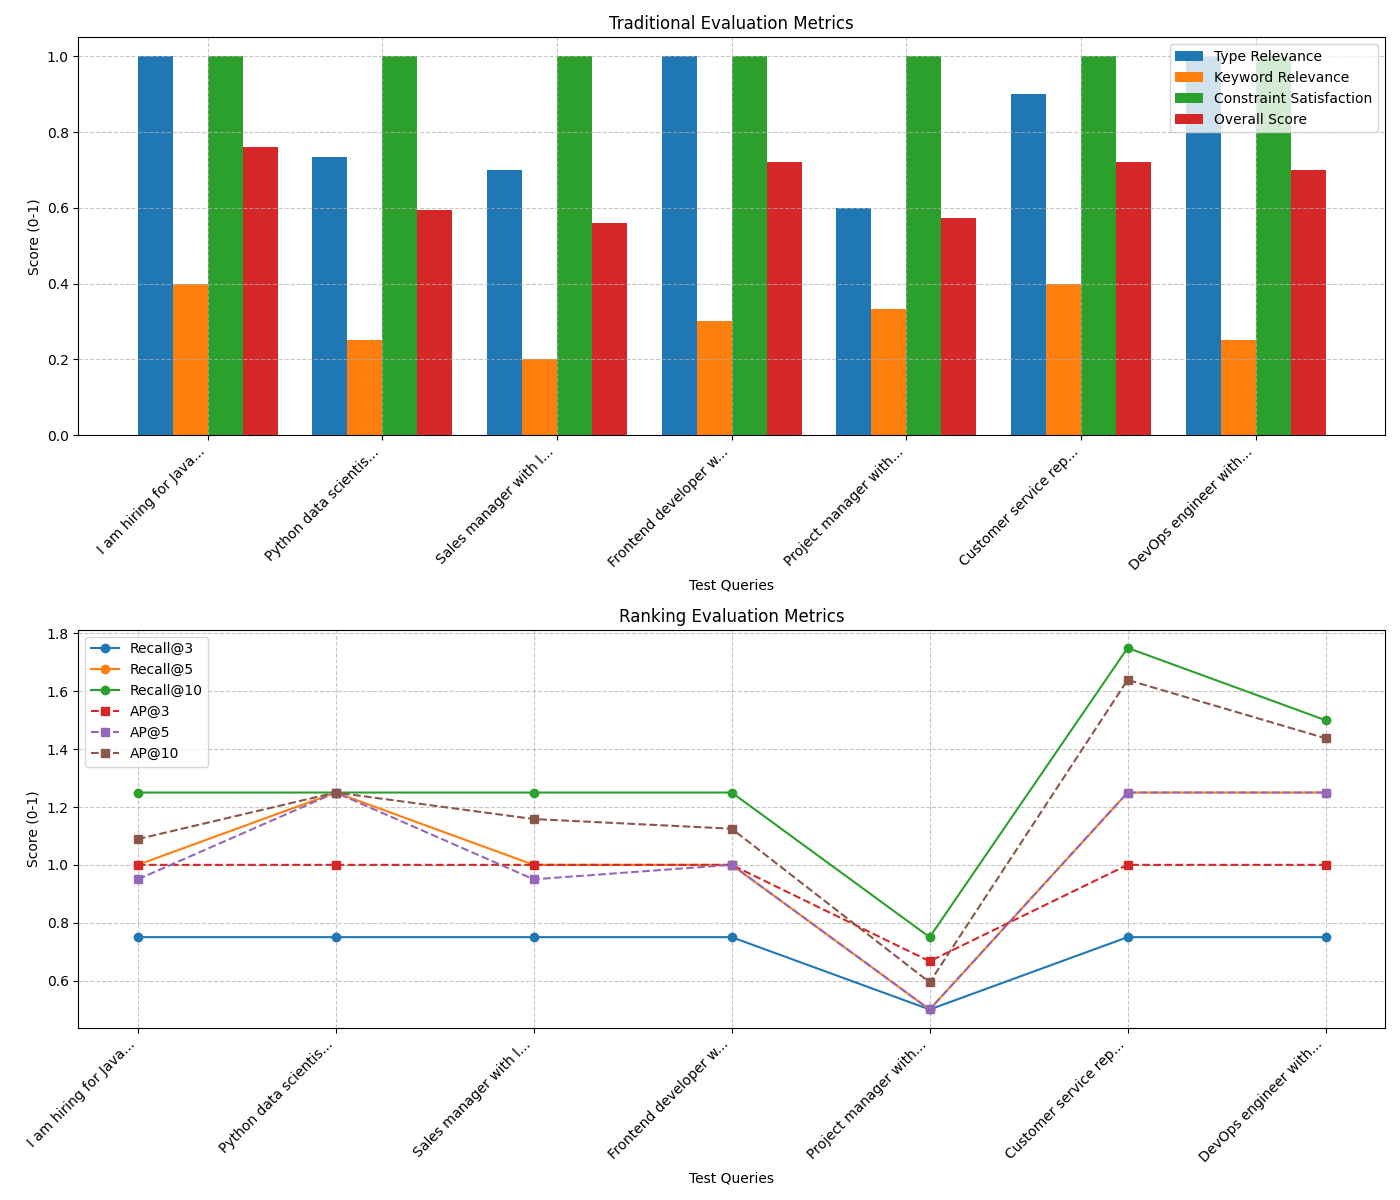 Traditional Evaluation Metrics
1.0
0.8
0.6
0.4
0.2
0.0
Score (0-1)
Type Relevance
Keyword Relevance
Constraint Satisfaction
Overall Score
I am hiring for Java...
Python data scientis...
Sales manager with l...
Frontend developer w...
Project manager with...
Customer service rep...
DevOps engineer with...
Test Queries
Ranking Evaluation Metrics
1.8
1.6
1.4
1.2
1.0
0.8
0.6
Score (0-1)
Recall@3
Recall@5
Recall@10
AP@3
AP@5
AP@10
I am hiring for Java...
Python data scientis...
Sales manager with l...
Frontend developer w...
Project manager with...
Customer service rep...
DevOps engineer with...
Test Queries